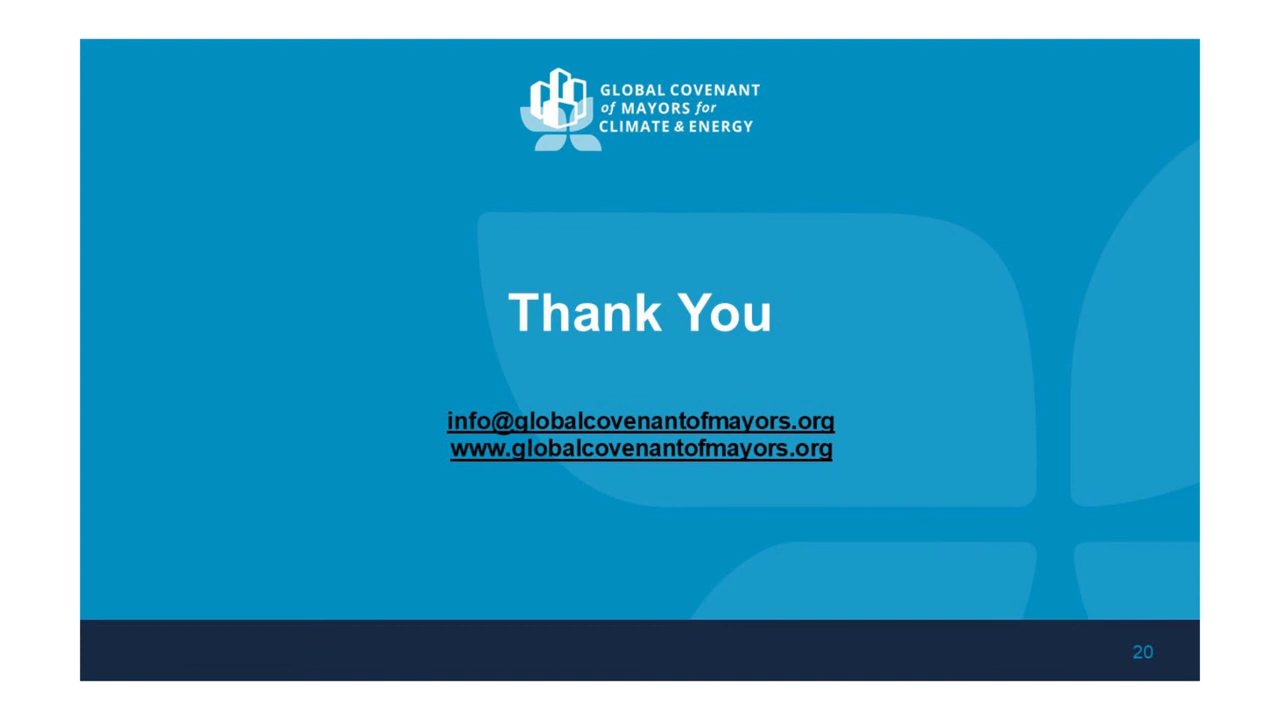 GLOBAL COVENANT
of MAYORS for
CLIMATE & ENERGY
Thank You
info@globalcovenantofmayors.org
www.globalcovenantofmayors.org
20